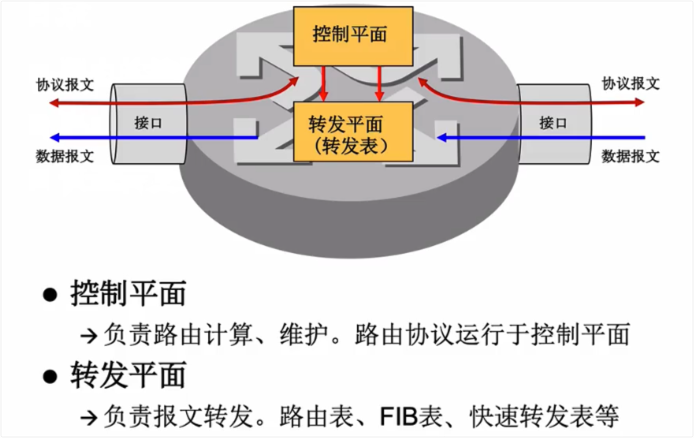 控制平面
协议报文
协议报文
接口
转发平面
(转发表)
接口
数据报文
数据报文
● 控制平面
→负责路由计算、维护。路由协议运行于控制平面
● 转发平面
→负责报文转发。路由表、FIB表、快速转发表等